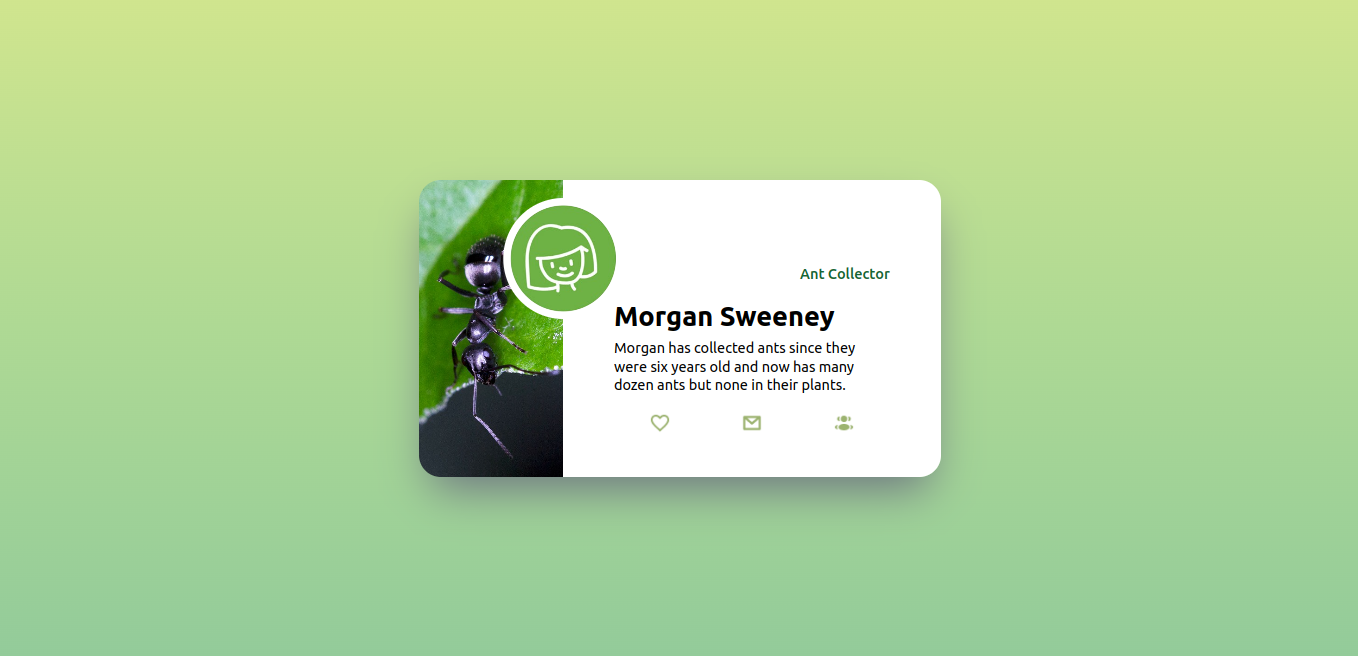 Ant Collector
Morgan Sweeney
Morgan has collected ants since they
were six years old and now has many
dozen ants but none in their plants.